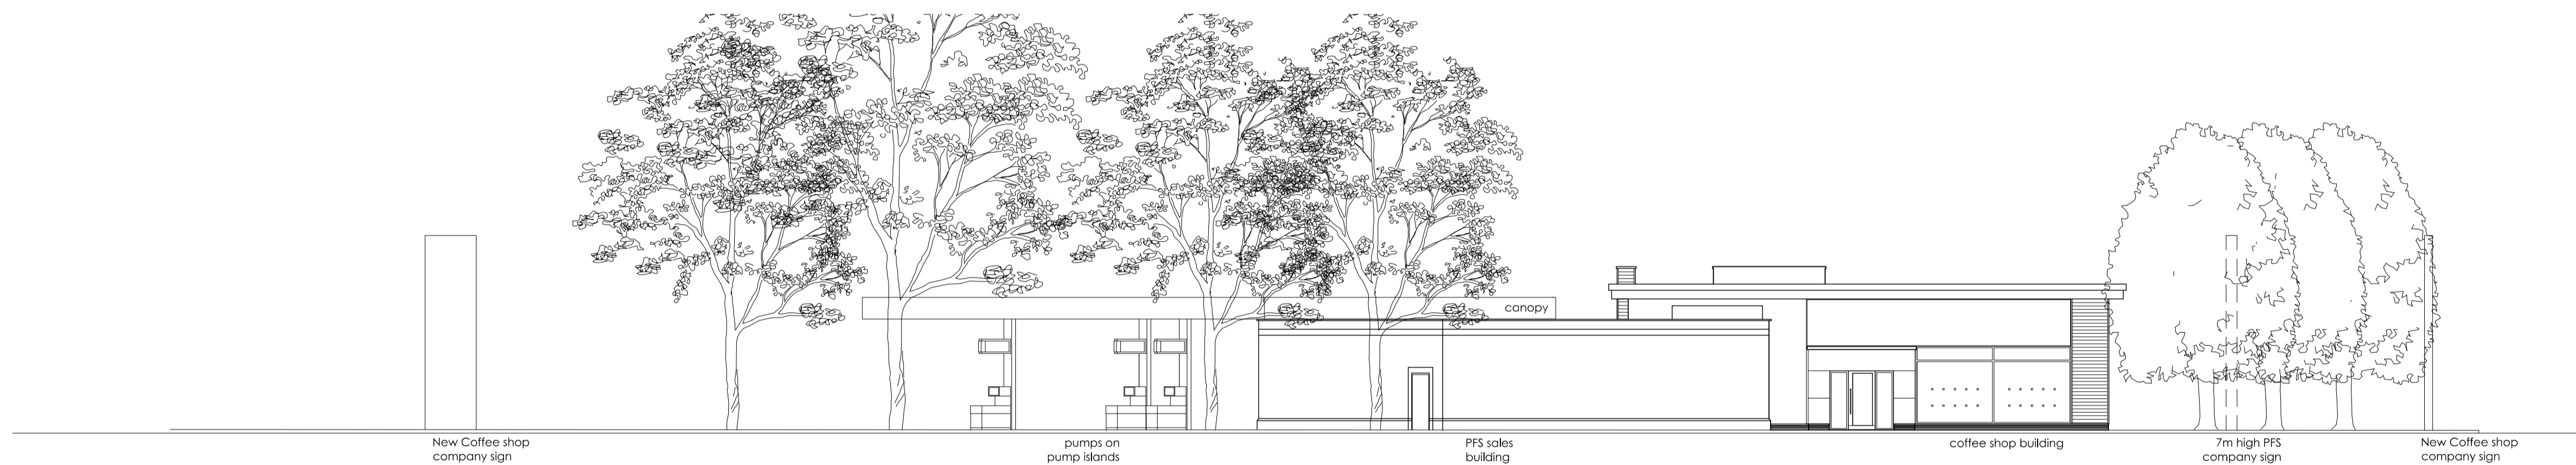 canopy
New Coffee shop
company sign
pumps on
pump islands
PFS sales
building
coffee shop building
7m high PFS
company sign
New Coffee shop
company sign